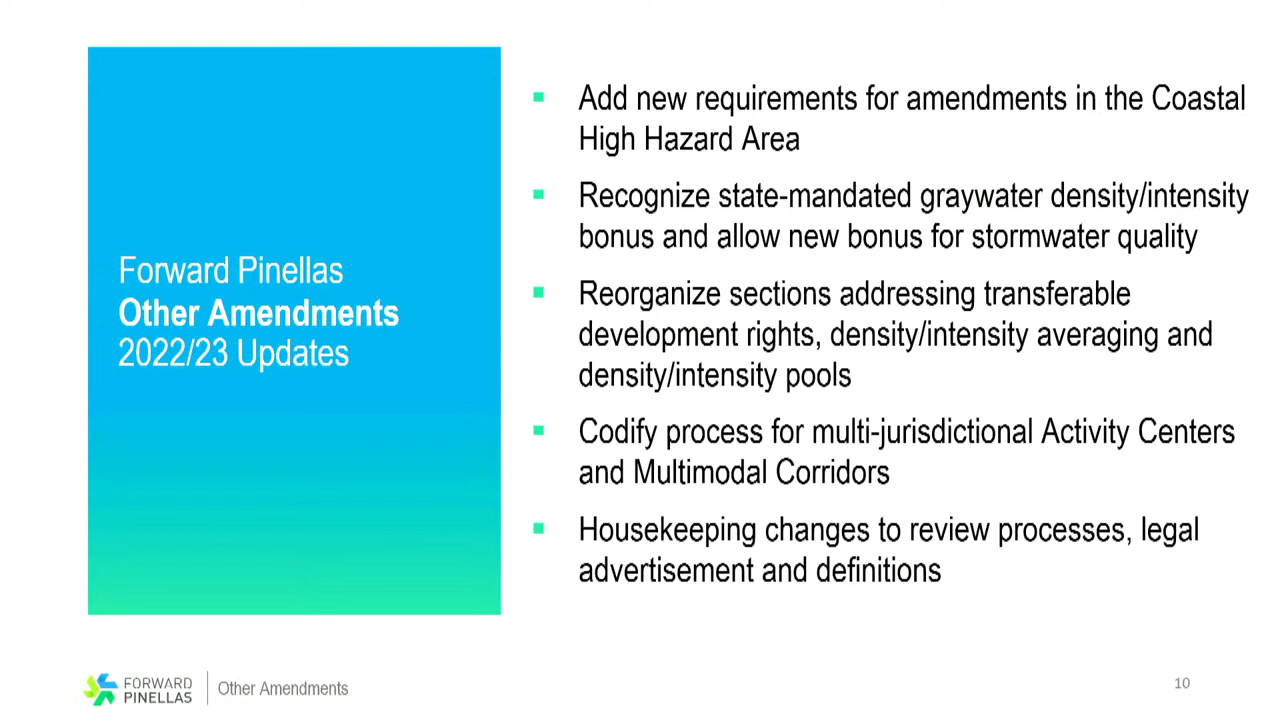 Forward Pinellas
Other Amendments
2022/23 Updates
▪ Add new requirements for amendments in the Coastal
High Hazard Area
▪ Recognize state-mandated graywater density/intensity
bonus and allow new bonus for stormwater quality
▪ Reorganize sections addressing transferable
development rights, density/intensity averaging and
density/intensity pools
▪ Codify process for multi-jurisdictional Activity Centers
and Multimodal Corridors
▪ Housekeeping changes to review processes, legal
advertisement and definitions
FORWARD
PINELLAS
Other Amendments
10